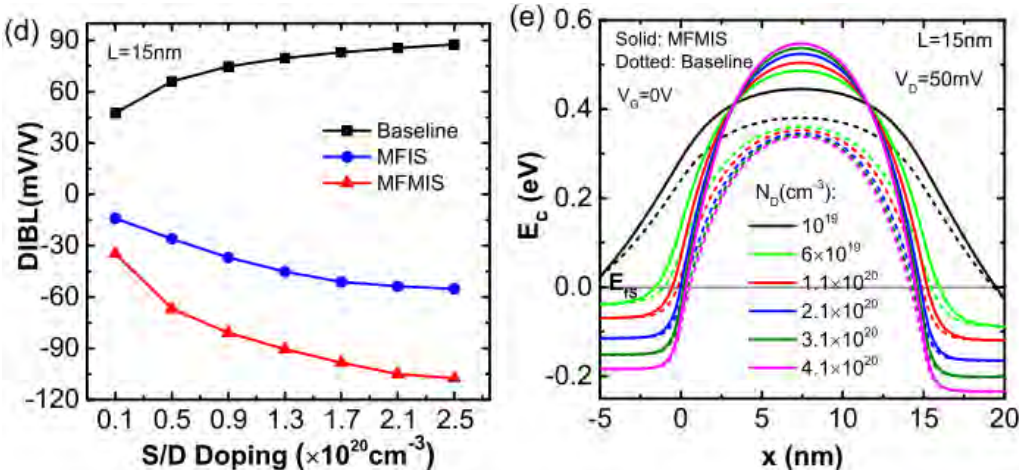 (d)
L=15nm
Baseline
MFIS
MFMIS
DIBL(mV/V)
90
60
30
0
-30
-60
-90
-120
0.1 0.5 0.9 1.3 1.7 2.1 2.5
S/D Doping (×10²⁰cm⁻³)
(e)
Solid: MFMIS
Dotted: Baseline
V_G=0V
L=15nm
V_D=50mV
N_D(cm⁻³):
10¹⁹
6×10¹⁹
1.1×10²⁰
2.1×10²⁰
3.1×10²⁰
4.1×10²⁰
E_fS
E_C (eV)
0.6
0.4
0.2
0.0
-0.2
-5 0 5 10 15 20
x (nm)